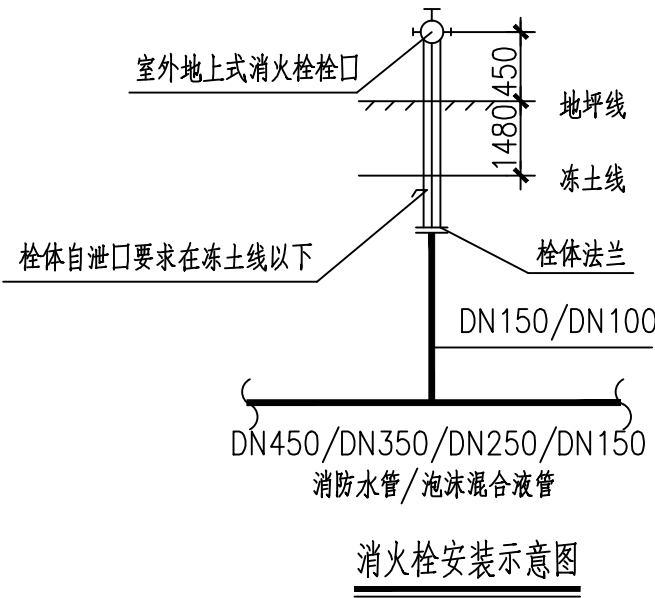 室外地上式消火栓栓口
450
地坪线
1480
冻土线
栓体自泄口要求在冻土线以下
栓体法兰
DN150/DN100
DN450/DN350/DN250/DN150
消防水管/泡沫混合液管
消火栓安装示意图